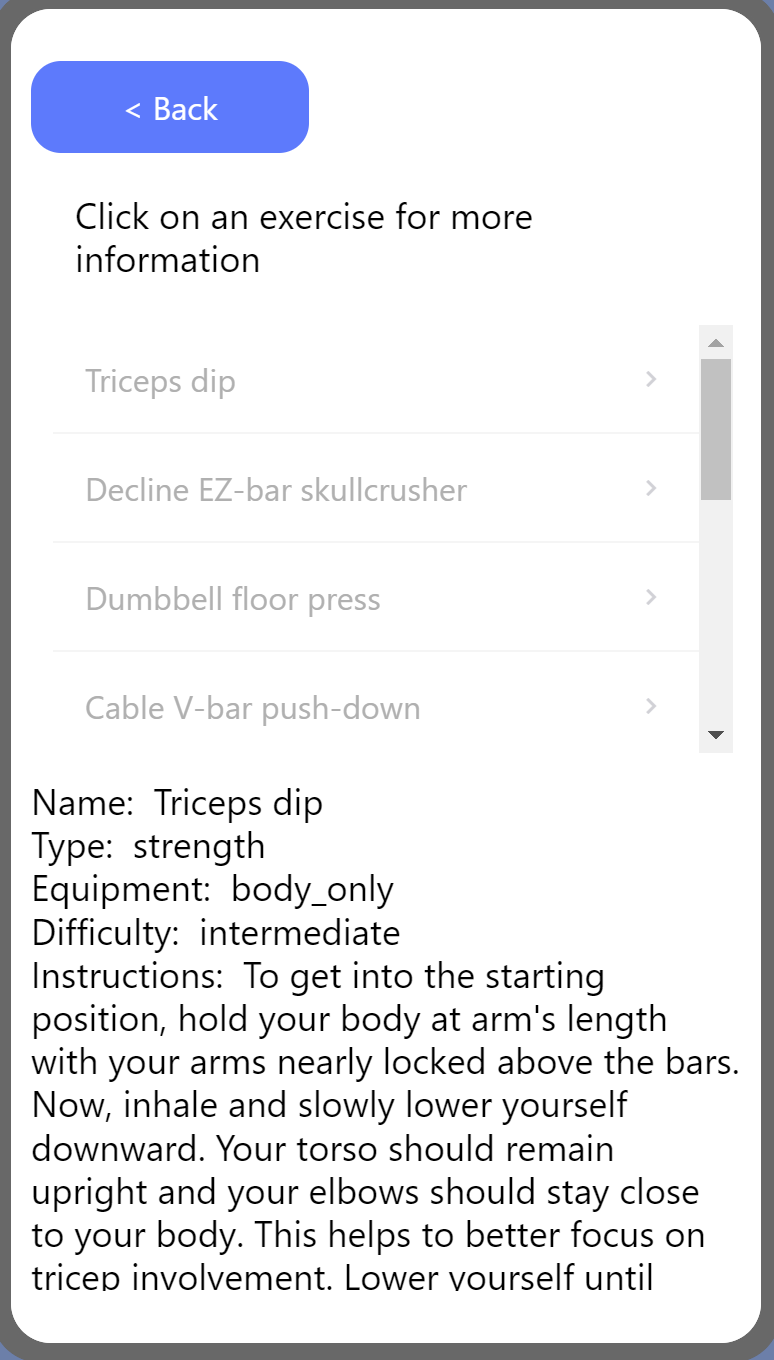 < Back
Click on an exercise for more
information
Triceps dip
Decline EZ-bar skullcrusher
Dumbbell floor press
Cable V-bar push-down
Name:  Triceps dip
Type:  strength
Equipment:  body_only
Difficulty:  intermediate
Instructions:  To get into the starting
position, hold your body at arm's length
with your arms nearly locked above the bars.
Now, inhale and slowly lower yourself
downward. Your torso should remain
upright and your elbows should stay close
to your body. This helps to better focus on
tricep involvement. Lower yourself until